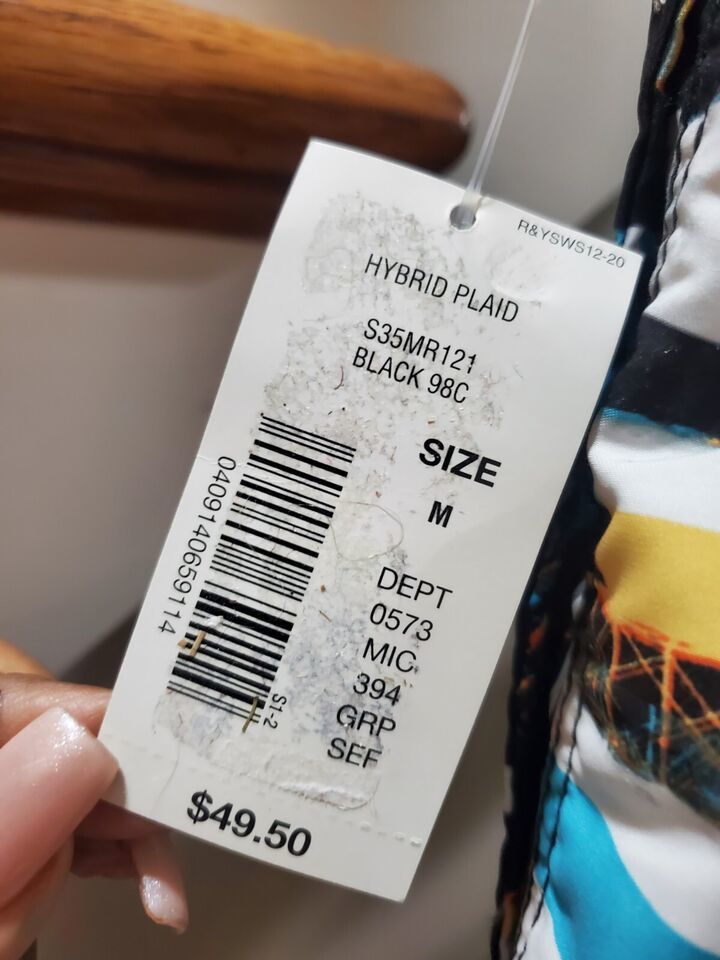 R&YSWS12-20
HYBRID PLAID
S35MR121
BLACK 98C
SIZE
M
040914065911​4
S1-2
DEPT
0573
MIC
394
GRP
SEF
$49.50